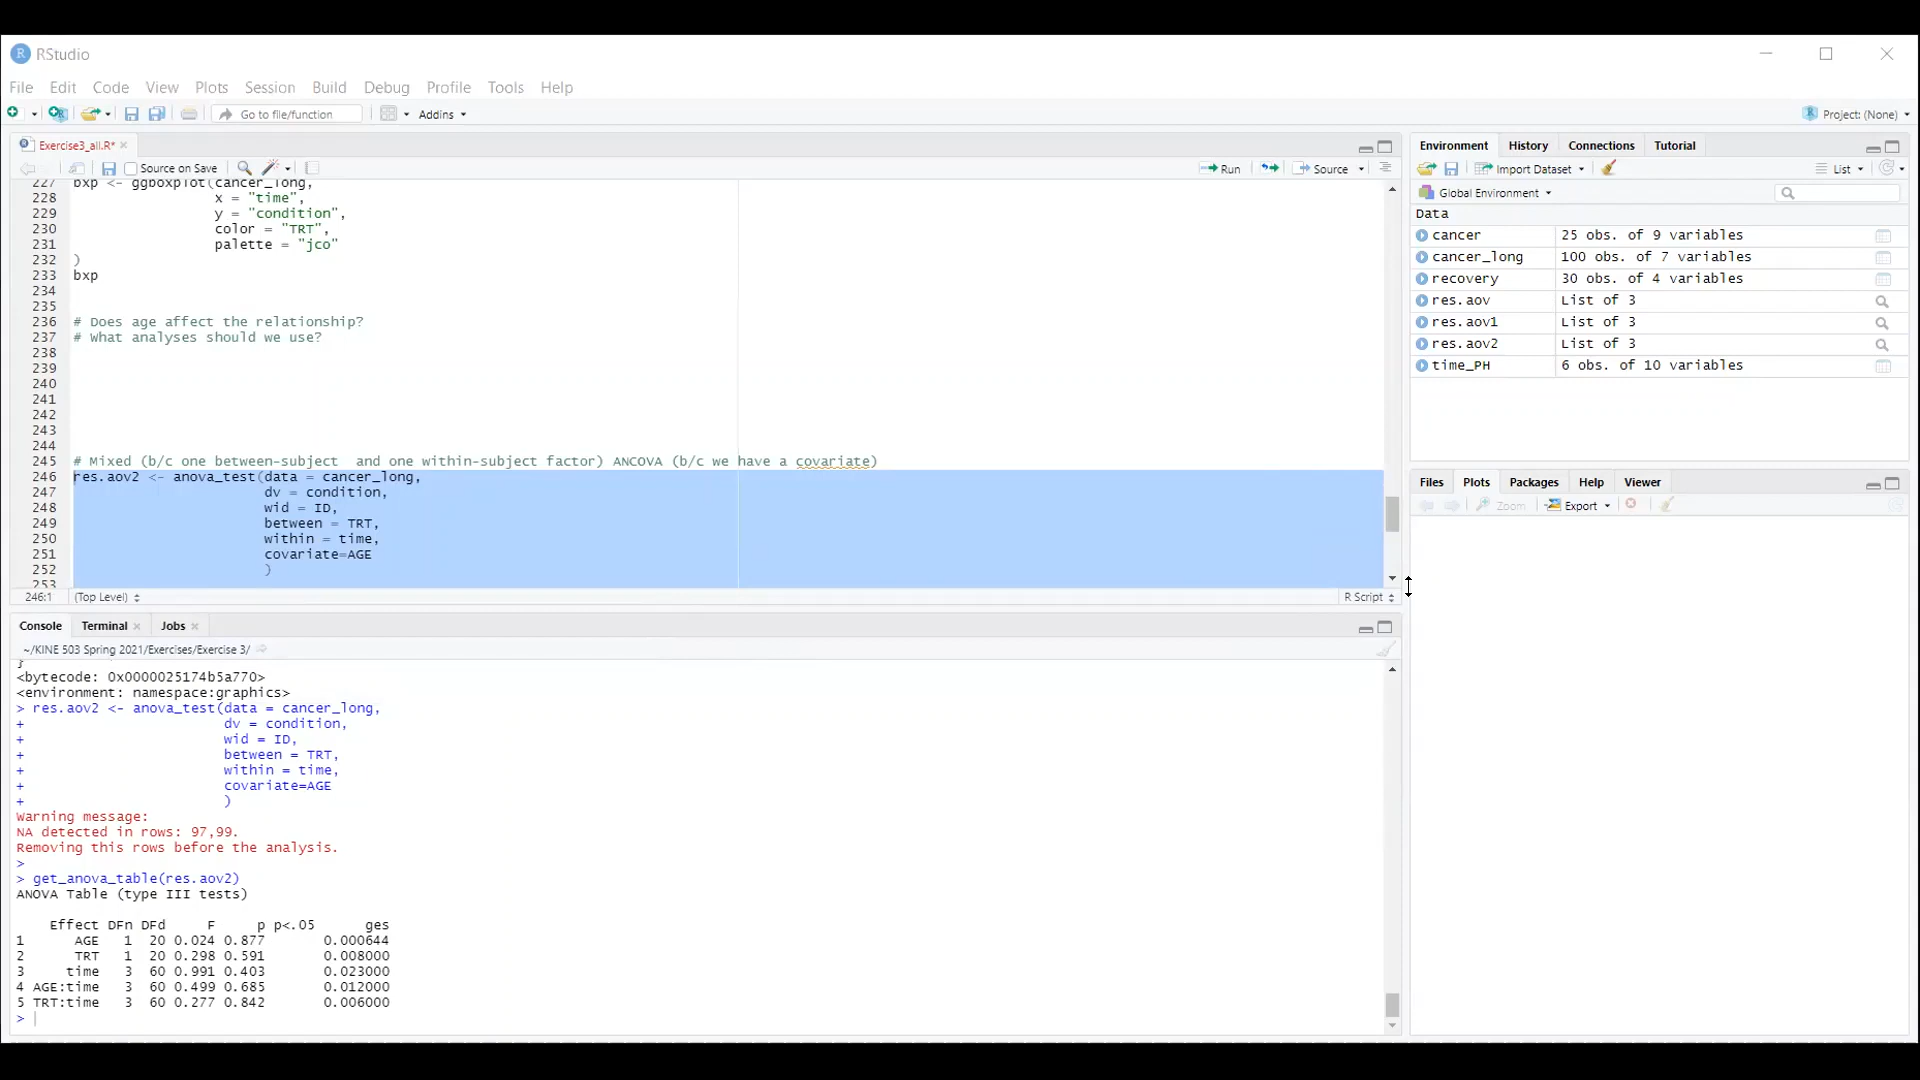 RStudio
File Edit Code View Plots Session Build Debug Profile Tools Help
Go to file/function Addins Project: (None)
Exercise3_all.R*
Source on Save Run Source
227 bxp <- ggboxplot(cancer_long,
228 x = "time",
229 y = "condition",
230 color = "TRT",
231 palette = "jco"
232 )
233 bxp
234
235
236 # Does age affect the relationship?
237 # What analyses should we use?
238
239
240
241
242
243
244
245 # Mixed (b/c one between-subject  and one within-subject factor) ANCOVA (b/c we have a covariate)
246 res.aov2 <- anova_test(data = cancer_long,
247 dv = condition,
248 wid = ID,
249 between = TRT,
250 within = time,
251 covariate=AGE
252 )
253
246:1 (Top Level) R Script
Console Terminal Jobs
~/KINE 503 Spring 2021/Exercises/Exercise 3/
}
<bytecode: 0x0000025174b5a770>
<environment: namespace:graphics>
> res.aov2 <- anova_test(data = cancer_long,
+ dv = condition,
+ wid = ID,
+ between = TRT,
+ within = time,
+ covariate=AGE
+ )
Warning message:
NA detected in rows: 97,99.
Removing this rows before the analysis.
>
> get_anova_table(res.aov2)
ANOVA Table (type III tests)
Effect DFn DFd F p p<.05 ges
1 AGE 1 20 0.024 0.877 0.000644
2 TRT 1 20 0.298 0.591 0.008000
3 time 3 60 0.991 0.403 0.023000
4 AGE:time 3 60 0.499 0.685 0.012000
5 TRT:time 3 60 0.277 0.842 0.006000
>
Environment History Connections Tutorial
Import Dataset List
Global Environment
Data
cancer 25 obs. of 9 variables
cancer_long 100 obs. of 7 variables
recovery 30 obs. of 4 variables
res.aov List of 3
res.aov1 List of 3
res.aov2 List of 3
time_PH 6 obs. of 10 variables
Files Plots Packages Help Viewer
Zoom Export